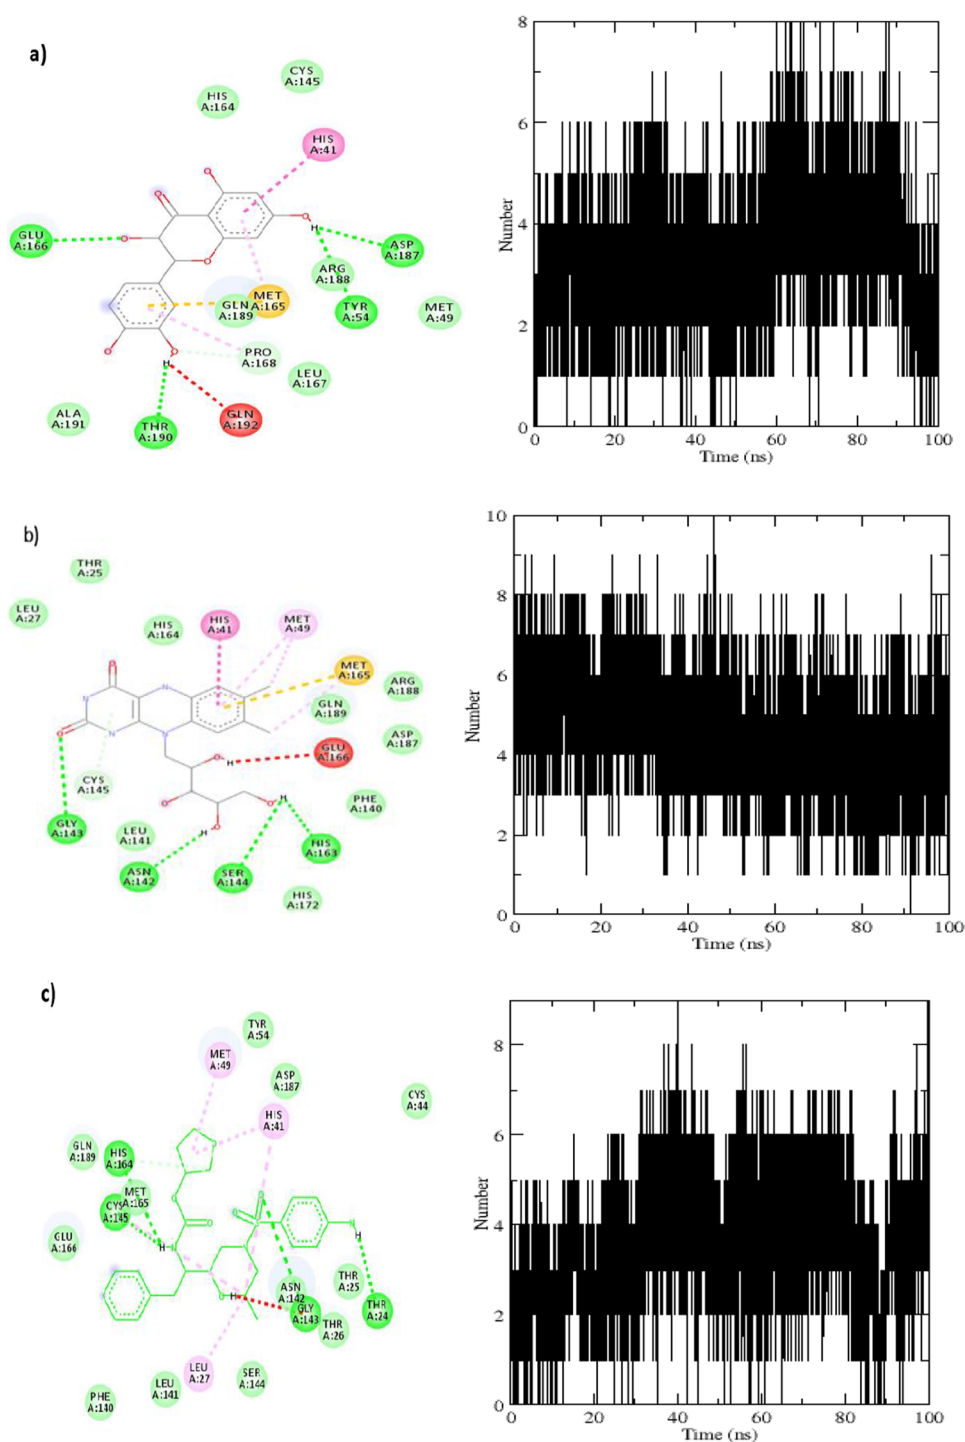 a)
CYS
A:145
HIS
A:164
HIS
A:41
GLU
A:166
ASP
A:187
ARG
A:188
MET
A:165
GLN
A:189
TYR
A:54
MET
A:49
PRO
A:168
LEU
A:167
ALA
A:191
THR
A:190
GLN
A:192
H
H
O
O
O
O
O
O
O
8
6
4
2
0
Number
0 20 40 60 80 100
Time (ns)
b)
THR
A:25
LEU
A:27
HIS
A:164
HIS
A:41
MET
A:49
MET
A:165
ARG
A:188
GLN
A:189
ASP
A:187
GLU
A:166
CYS
A:145
PHE
A:140
GLY
A:143
LEU
A:141
HIS
A:163
ASN
A:142
SER
A:144
HIS
A:172
O
O
NH
NH
N
N
O
H
O
O
H
O
H
10
8
6
4
2
0
Number
0 20 40 60 80 100
Time (ns)
c)
TYR
A:54
MET
A:49
ASP
A:187
CYS
A:44
HIS
A:41
GLN
A:189
HIS
A:164
MET
A:165
CYS
A:145
GLU
A:166
THR
A:25
ASN
A:142
GLY
A:143
THR
A:24
THR
A:26
LEU
A:27
SER
A:144
LEU
A:141
PHE
A:140
O
O
O
H
N
N
O
O
S
N
H
H
8
6
4
2
0
Number
0 20 40 60 80 100
Time (ns)